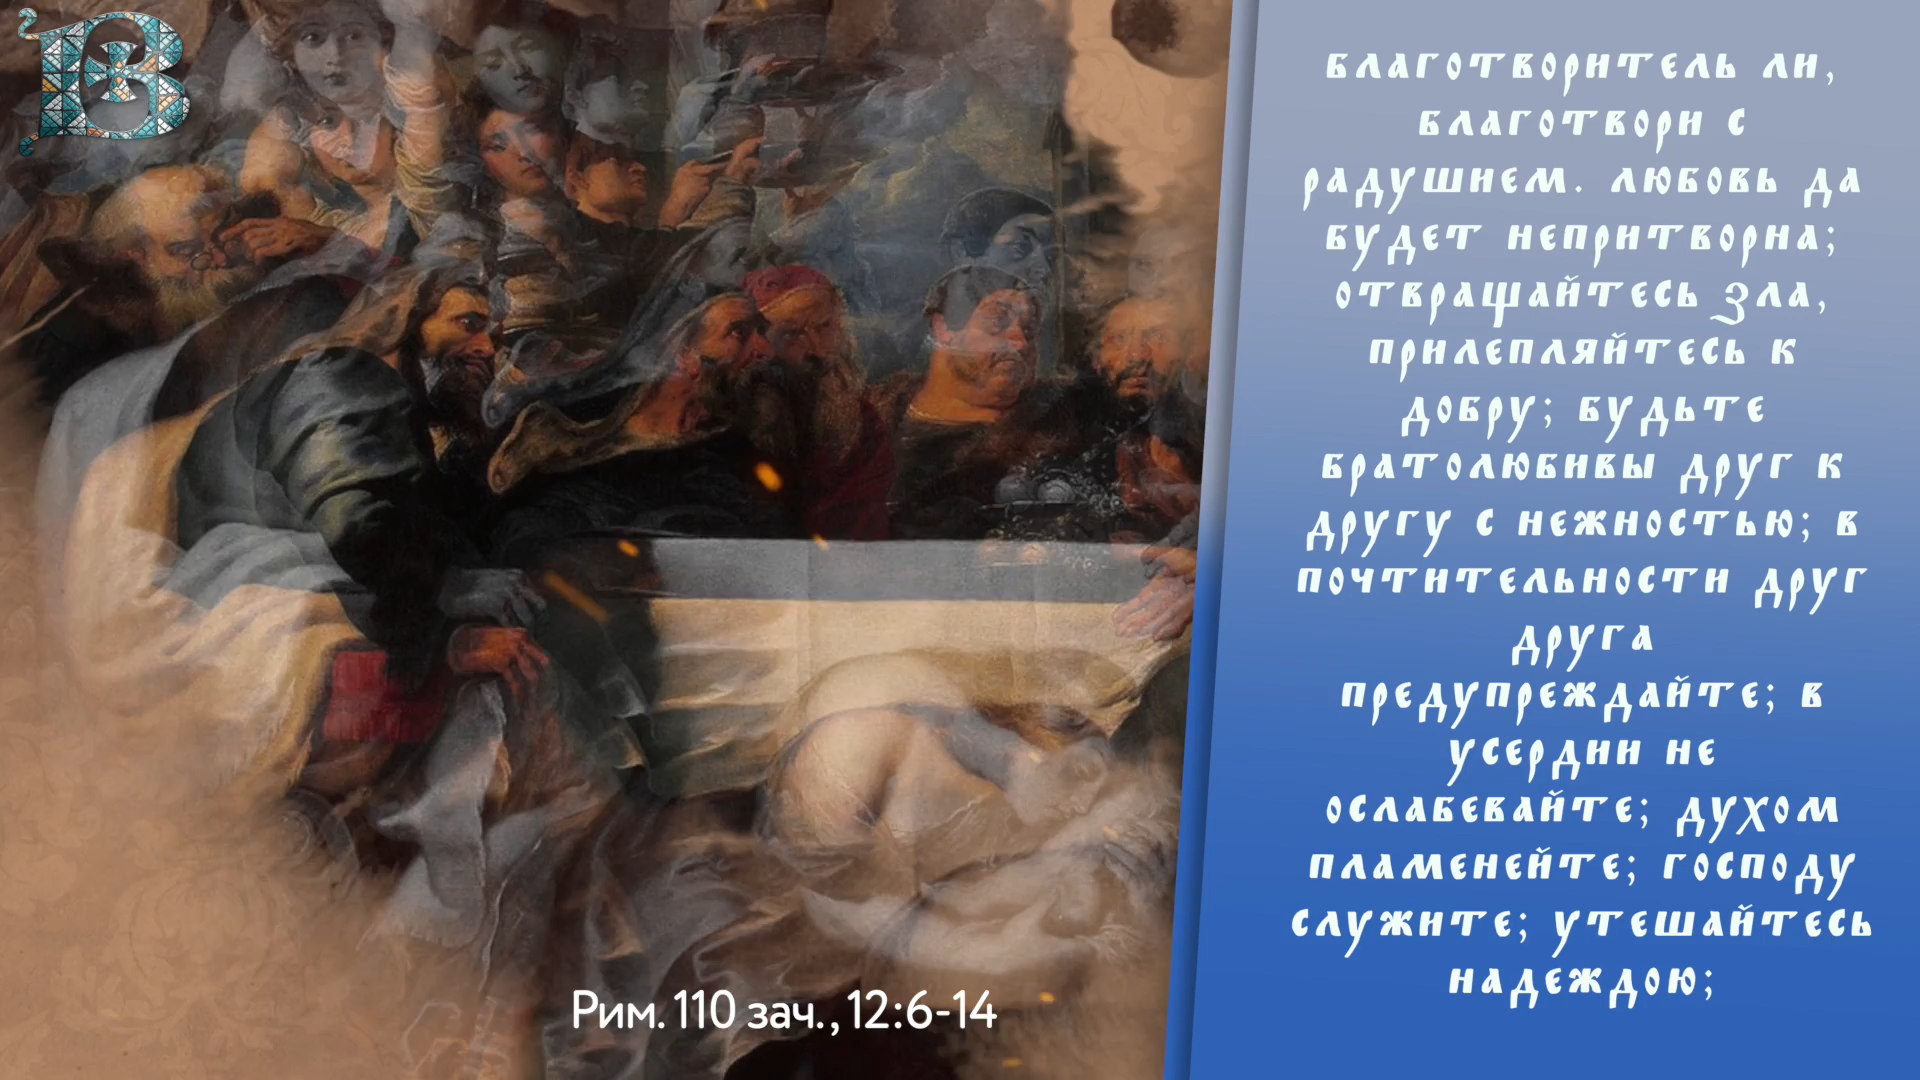 благотворитель ли,
благотвори с
радушием. любовь да
будет непритворна;
отвращайтесь зла,
прилепляйтесь к
добру; будьте
братолюбивы друг к
другу с нежностью; в
почтительности друг
друга
предупреждайте; в
усердии не
ослабевайте; духом
пламенейте; господу
служите; утешайтесь
надеждою;
Рим. 110 зач., 12:6-14